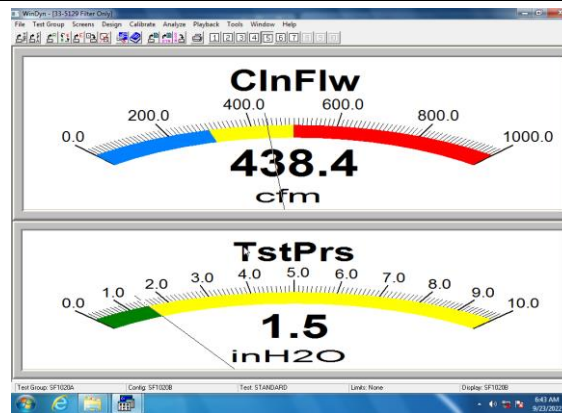 WinDyn - [33-5129 Filter Only]
File Test Group Screens Design Calibrate Analyze Playback Tools Window Help
1 2 3 4 5 6 7
ClnFlw
0.0 200.0 400.0 600.0 800.0 1000.0
438.4
cfm
TstPrs
0.0 1.0 2.0 3.0 4.0 5.0 6.0 7.0 8.0 9.0 10.0
1.5
inH2O
Test Group: SF1020A Config: SF1020B Test: STANDARD Limits: None Display: SF1020B
6:43 AM
9/23/2022